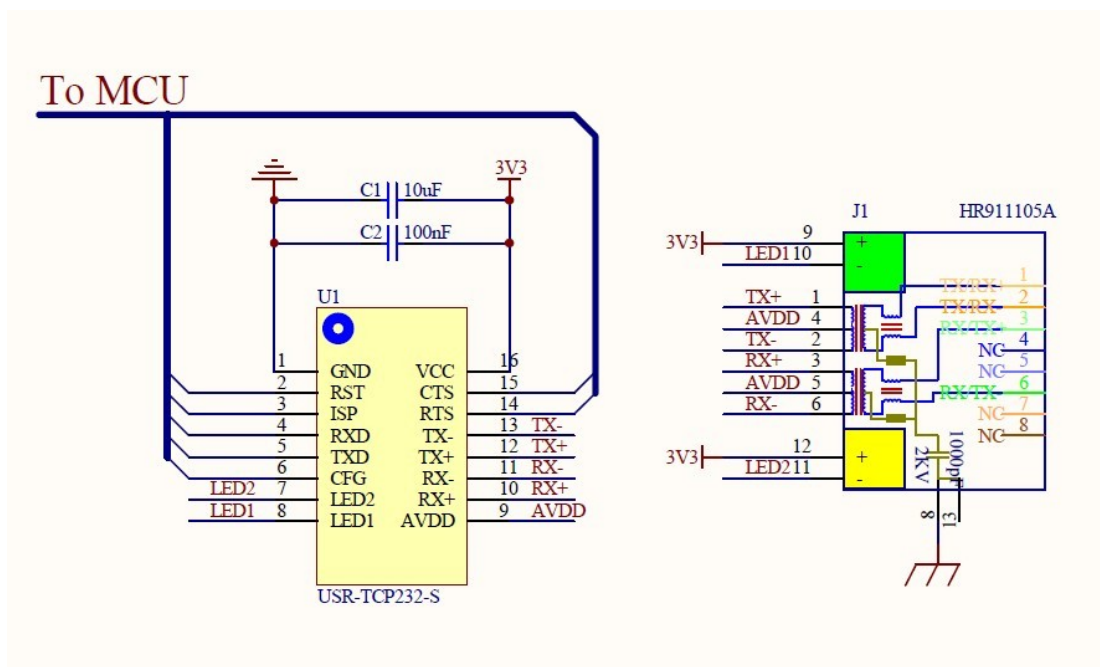 To MCU
3V3
C1 10uF
C2 100nF
U1
1 GND VCC 16
2 RST CTS 15
3 ISP RTS 14
4 RXD TX- 13 TX-
5 TXD TX+ 12 TX+
6 CFG RX- 11 RX-
LED2 7 LED2 RX+ 10 RX+
LED1 8 LED1 AVDD 9 AVDD
USR-TCP232-S
J1 HR911105A
3V3 9 +
LED1 10 -
TX+ 1
AVDD 4
TX- 2
RX+ 3
AVDD 5
RX- 6
3V3 12 +
LED2 11 -
TX/RX+ 1
TX/RX- 2
RX/TX+ 3
NC 4
NC 5
RX/TX- 6
NC 7
NC 8
1000pF
2KV
8
13